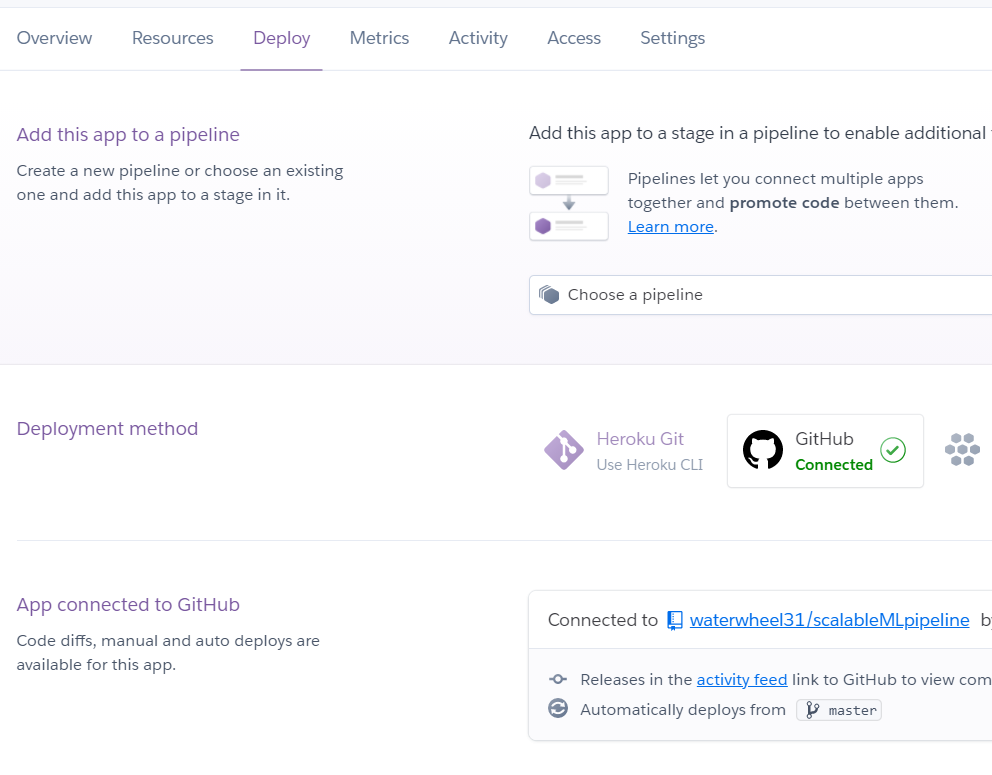 Overview Resources Deploy Metrics Activity Access Settings
Add this app to a pipeline
Create a new pipeline or choose an existing
one and add this app to a stage in it.
Add this app to a stage in a pipeline to enable additional
Pipelines let you connect multiple apps
together and promote code between them.
Learn more.
Choose a pipeline
Deployment method
Heroku Git
Use Heroku CLI
GitHub
Connected
App connected to GitHub
Code diffs, manual and auto deploys are
available for this app.
Connected to waterwheel31/scalableMLpipeline
Releases in the activity feed link to GitHub to view com
Automatically deploys from master